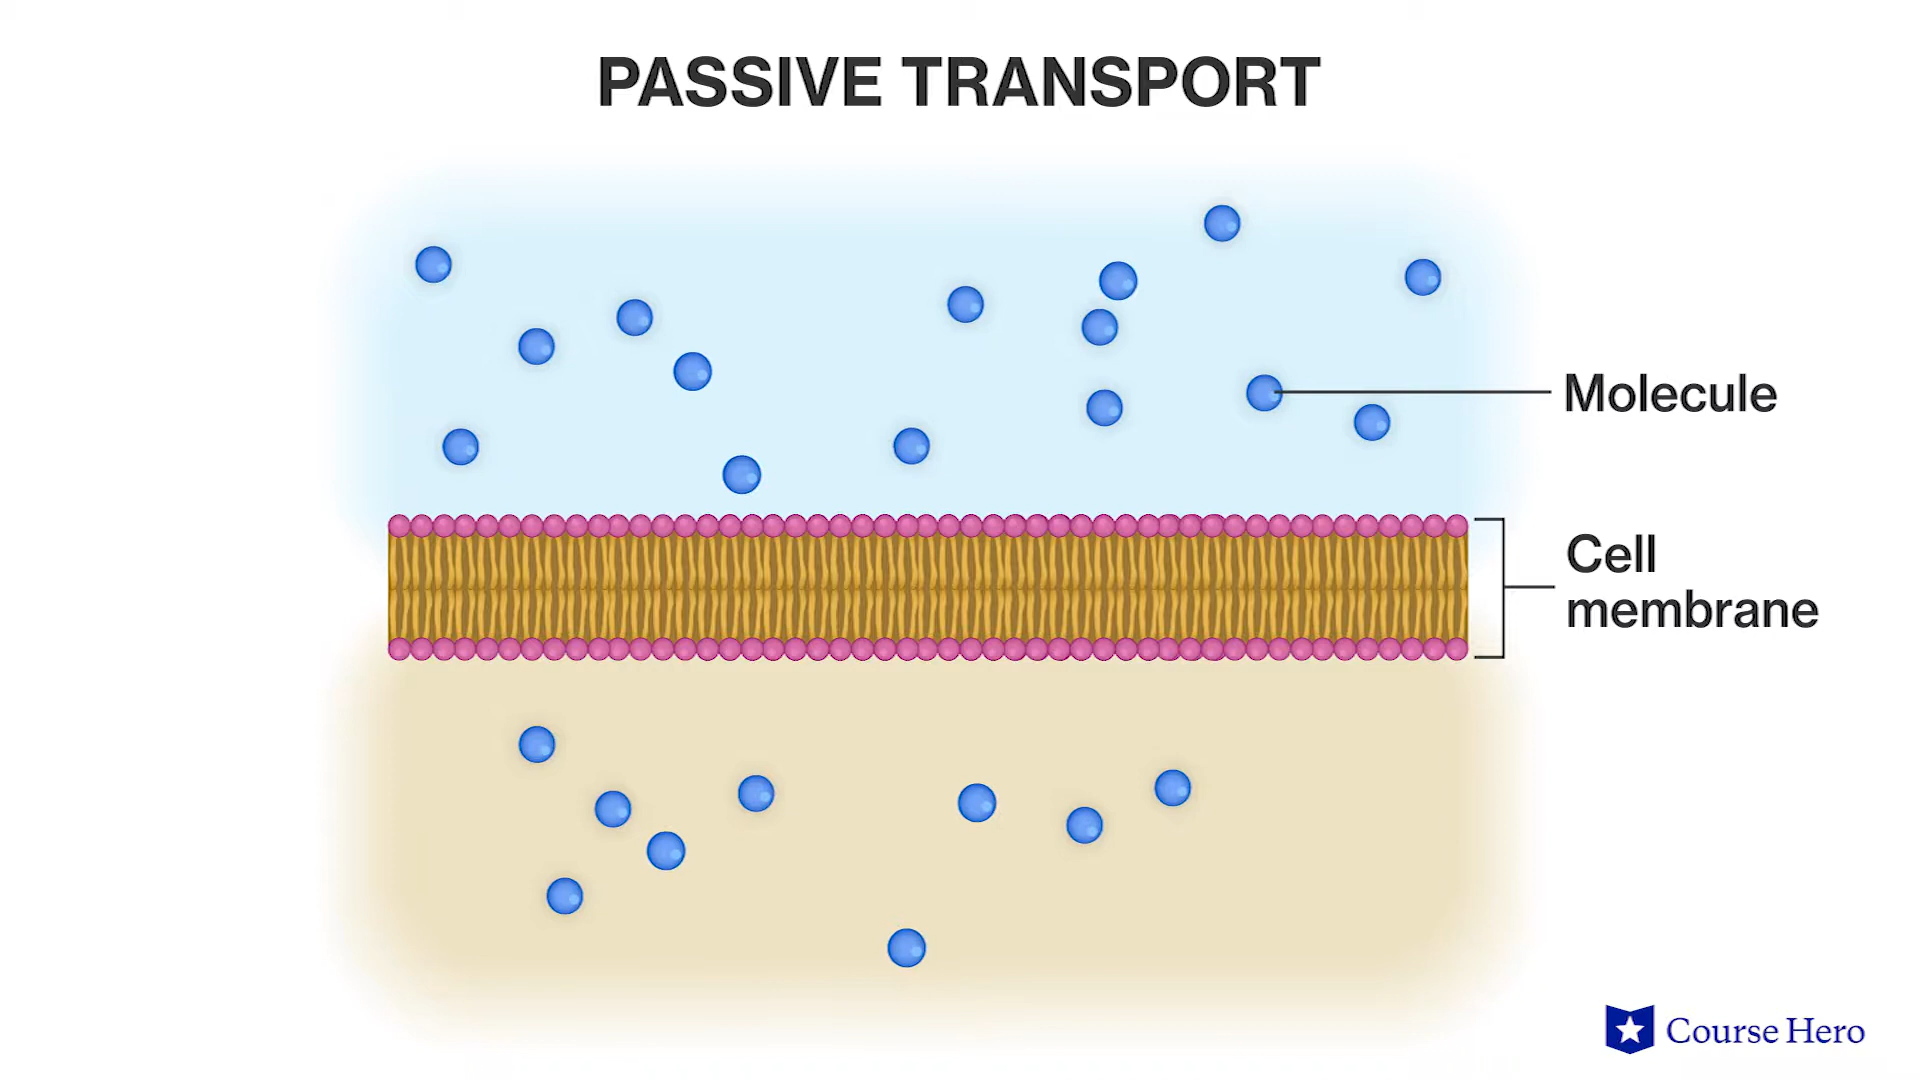 PASSIVE TRANSPORT
Molecule
Cell
membrane
Course Hero